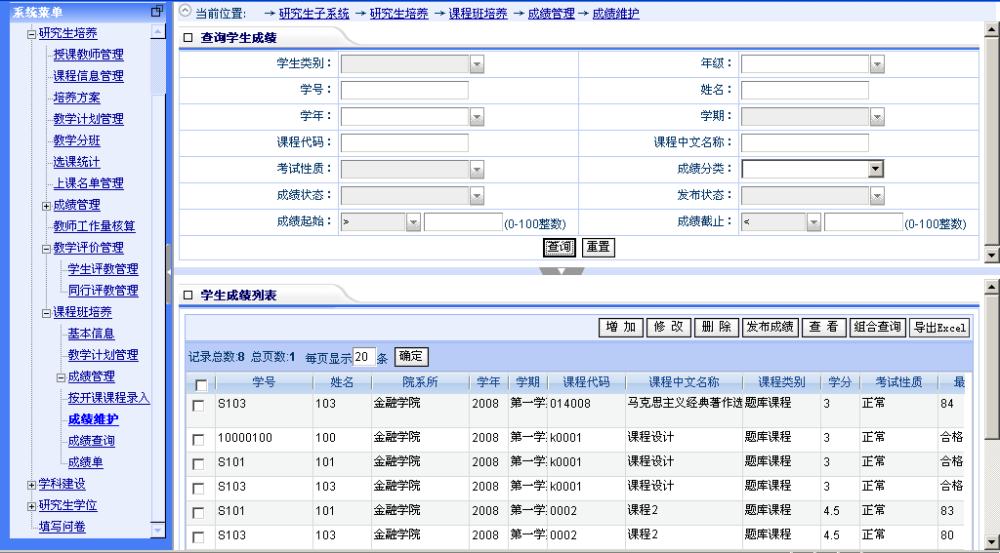 系统菜单
研究生培养
授课教师管理
课程信息管理
培养方案
教学计划管理
教学分班
选课统计
上课名单管理
成绩管理
教师工作量核算
教学评价管理
学生评教管理
同行评教管理
课程班培养
基本信息
教学计划管理
成绩管理
按开课课程录入
成绩维护
成绩查询
成绩单
学科建设
研究生学位
填写问卷
当前位置: →研究生子系统 →研究生培养 →课程班培养 →成绩管理→成绩维护
查询学生成绩
学生类别： 年级：
学号： 姓名：
学年： 学期：
课程代码： 课程中文名称：
考试性质： 成绩分类：
成绩状态： 发布状态：
成绩起始： > (0-100整数) 成绩截止： < (0-100整数)
查询 重置
学生成绩列表
增 加 修 改 删 除 发布成绩 查 看 组合查询 导出Excel
记录总数:8 总页数:1 每页显示20条 确定
学号 姓名 院系所 学年 学期 课程代码 课程中文名称 课程类别 学分 考试性质 最
S103 103 金融学院 2008 第一学 014008 马克思主义经典著作选 题库课程 3 正常 84
10000100 100 金融学院 2008 第一学 k0001 课程设计 题库课程 3 正常 合格
S101 101 金融学院 2008 第一学 k0001 课程设计 题库课程 3 正常 合格
S103 103 金融学院 2008 第一学 k0001 课程设计 题库课程 3 正常 合格
S101 101 金融学院 2008 第一学 0002 课程2 题库课程 4.5 正常 83
S103 103 金融学院 2008 第一学 0002 课程2 题库课程 4.5 正常 80